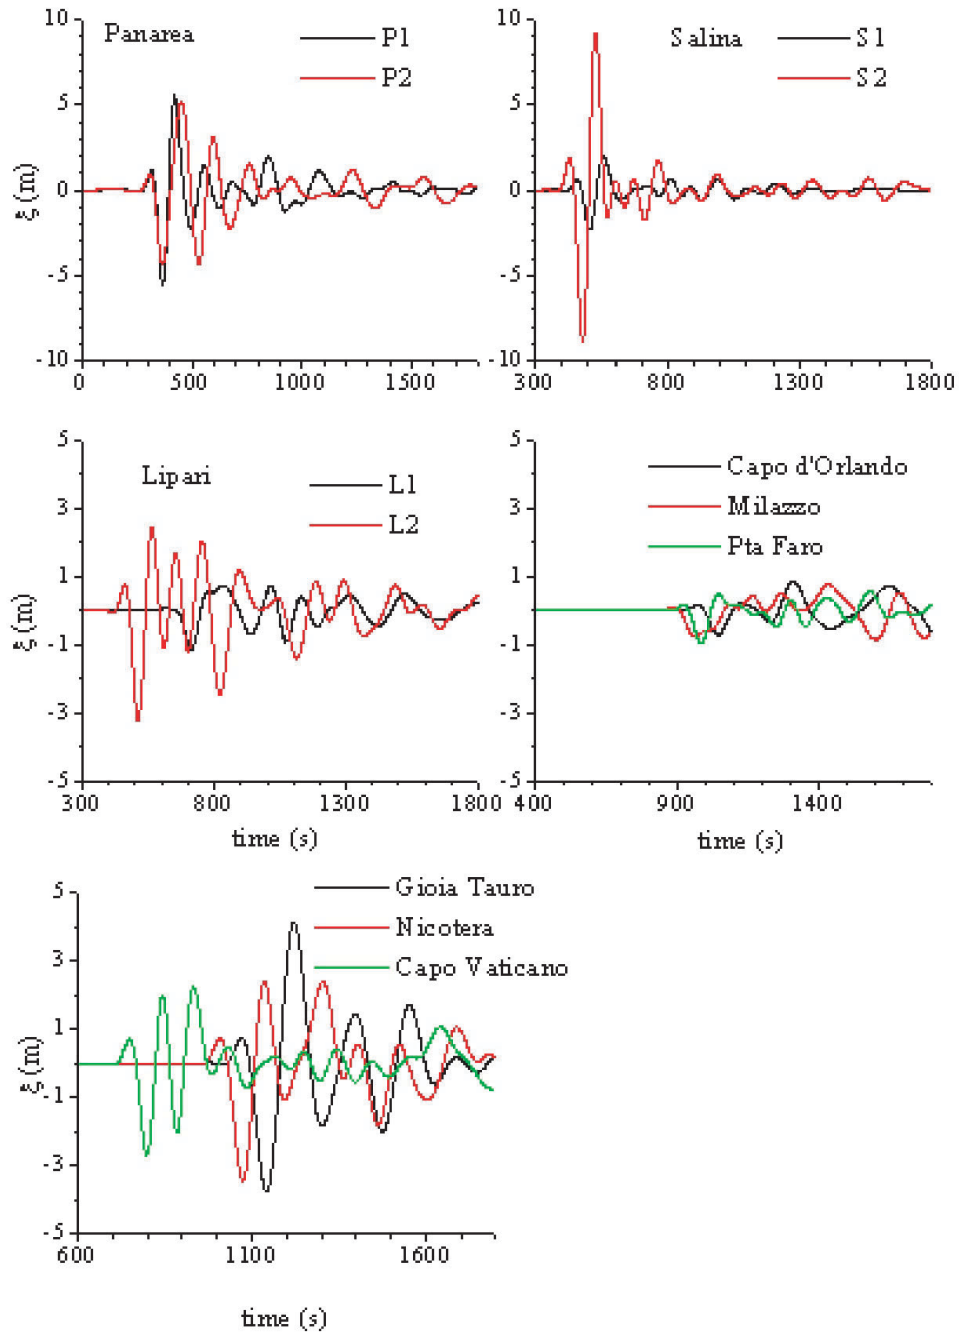 Panarea
P1
P2
10
5
0
-5
-10
ξ (m)
0
500
1000
1500
Salina
S1
S2
10
5
0
-5
-10
300
800
1300
1800
Lipari
L1
L2
5
3
1
-1
-3
-5
ξ (m)
300
800
1300
1800
time (s)
Capo d'Orlando
Milazzo
Pta Faro
5
3
1
-1
-3
-5
400
900
1400
time (s)
Gioia Tauro
Nicotera
Capo Vaticano
5
3
1
-1
-3
-5
ξ (m)
600
1100
1600
time (s)